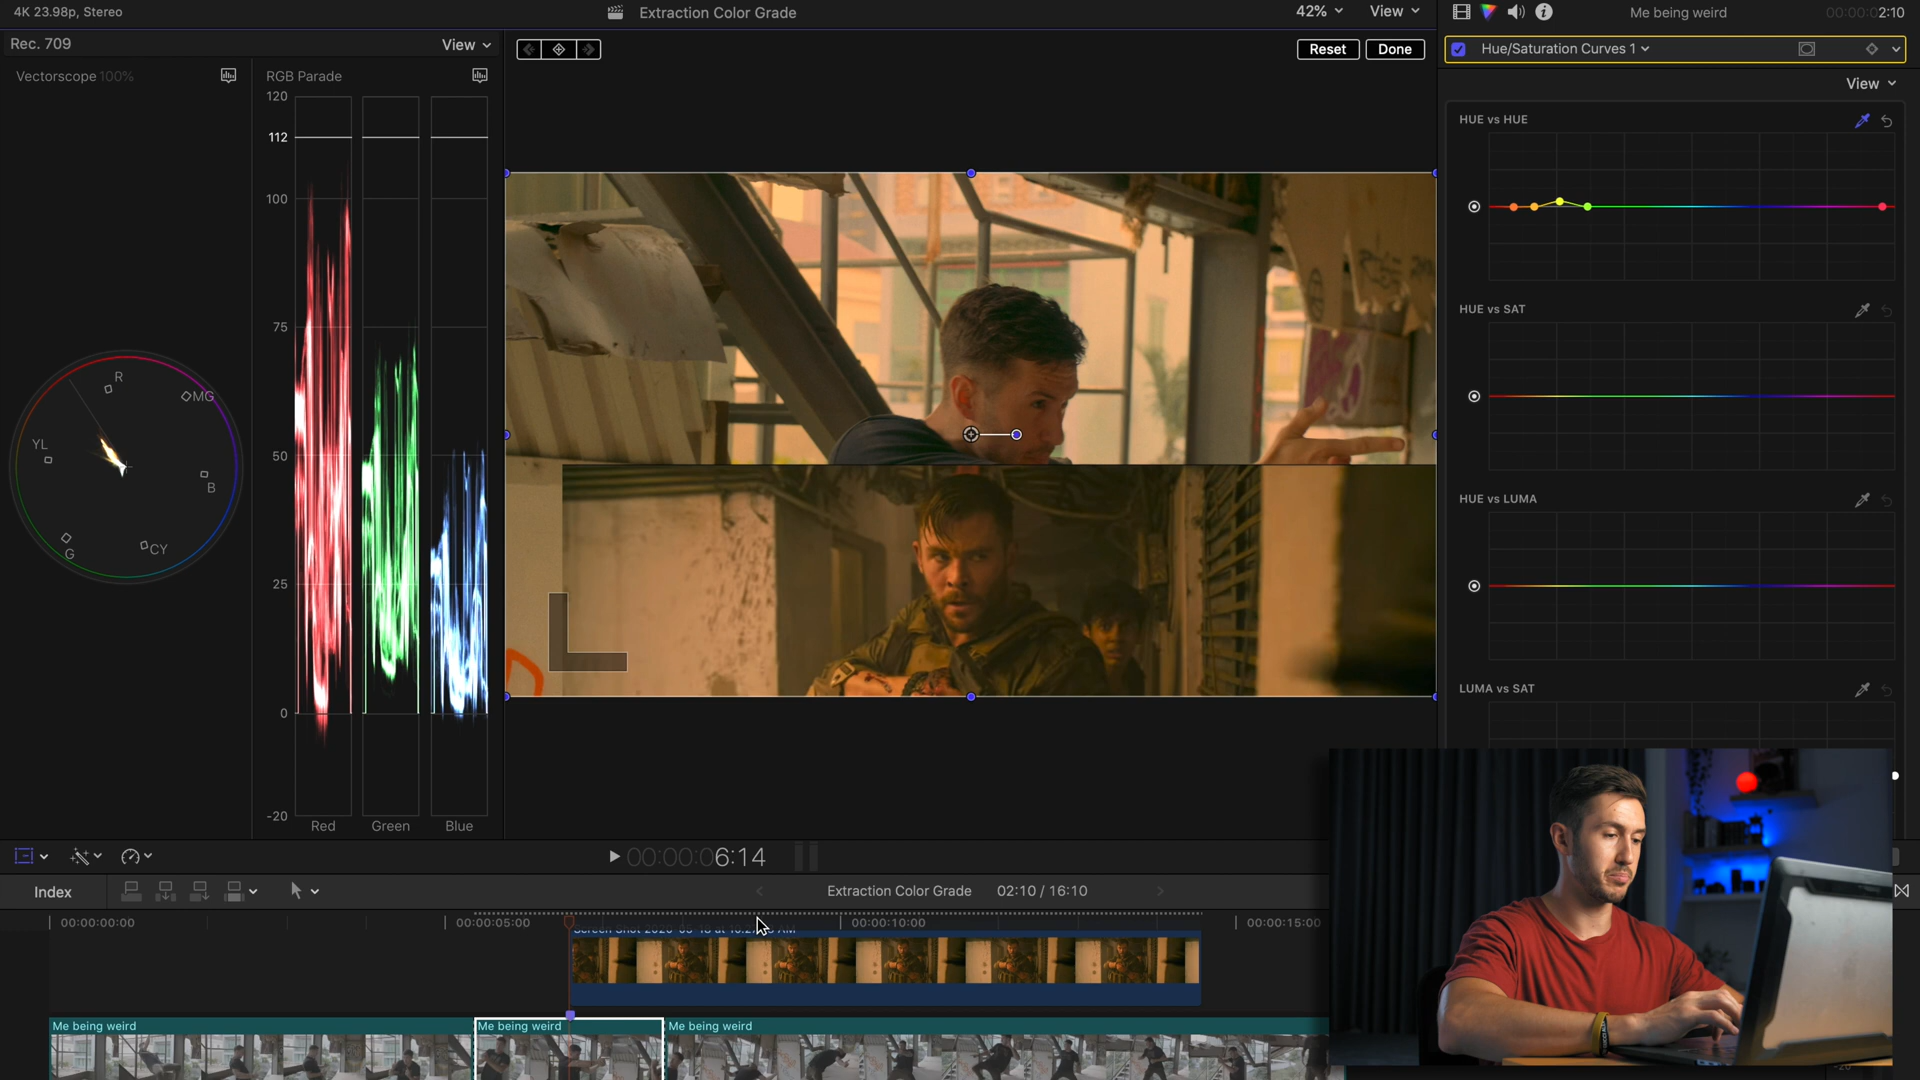 4K 23.98p, Stereo
Extraction Color Grade
42%
View
Me being weird
00:00:02:10
Rec. 709
View
Reset
Done
Hue/Saturation Curves 1
View
Vectorscope 100%
RGB Parade
120
112
100
75
50
25
0
-20
Red
Green
Blue
R
MG
YL
B
G
CY
HUE vs HUE
HUE vs SAT
HUE vs LUMA
LUMA vs SAT
00:00:06:14
Index
Extraction Color Grade
02:10 / 16:10
00:00:00:00
00:00:05:00
00:00:10:00
00:00:15:00
Me being weird
Me being weird
Me being weird